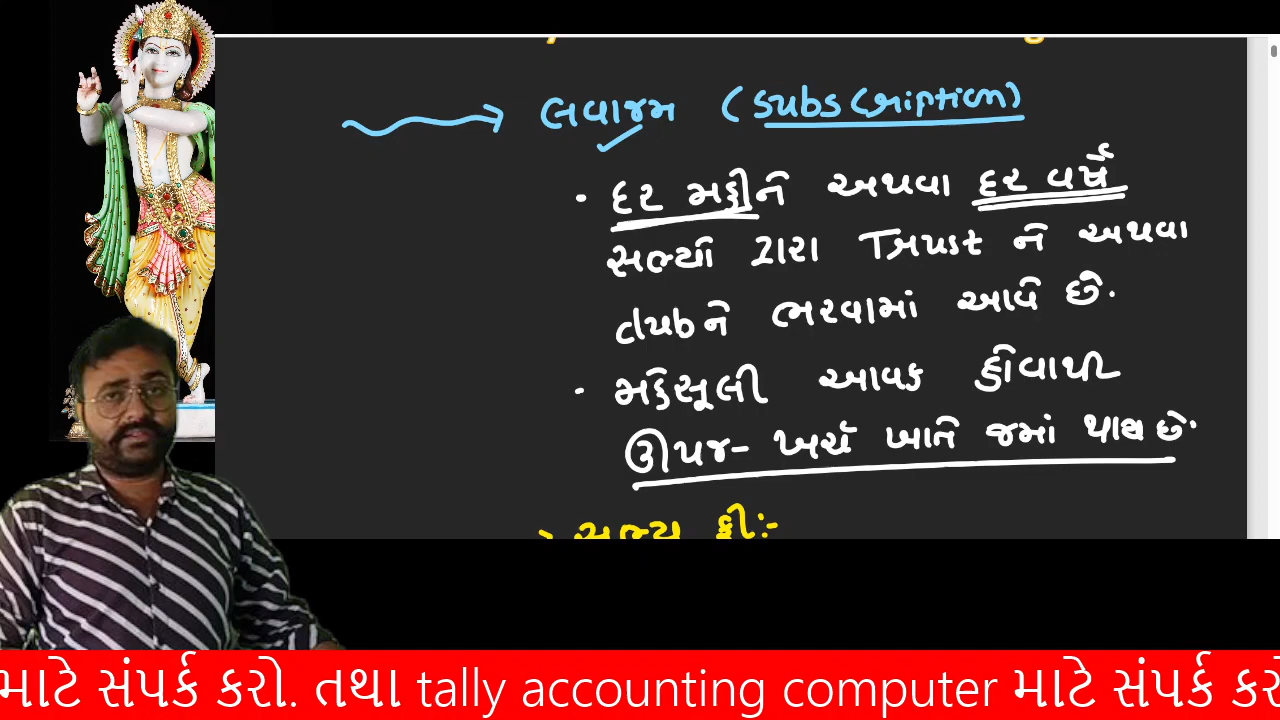 લવાજમ (Subscription)
· દર મહીને અથવા દર વર્ષે
સભ્યો દ્વારા Trust ને અથવા
club ને ભરવામાં આવે છે.
· મહેસૂલી આવક હોવાથી
ઊપજ - ખર્ચ ખાતે જમાં થાય છે.
સભ્ય ફી :-
માટે સંપર્ક કરો. તથા tally accounting computer માટે સંપર્ક કરો